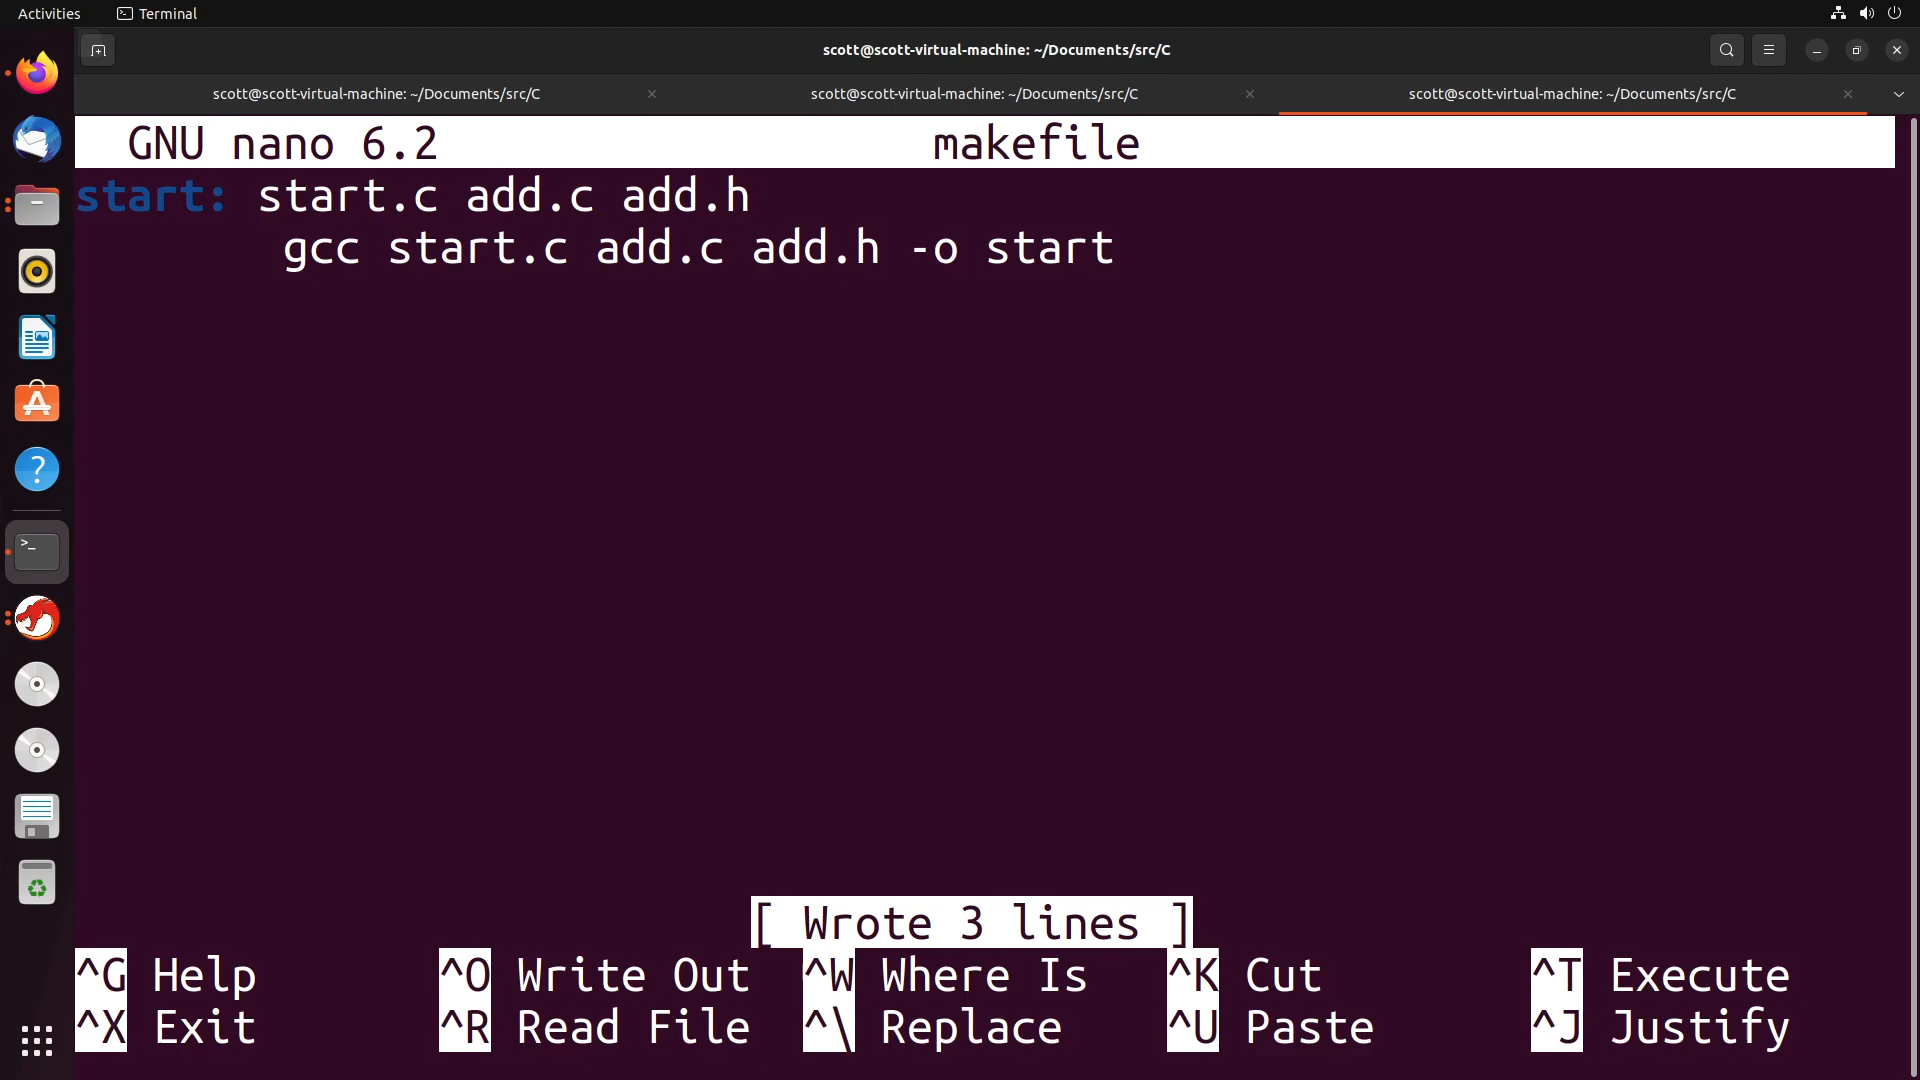 Activities Terminal
scott@scott-virtual-machine: ~/Documents/src/C
scott@scott-virtual-machine: ~/Documents/src/C scott@scott-virtual-machine: ~/Documents/src/C scott@scott-virtual-machine: ~/Documents/src/C
GNU nano 6.2 makefile
start: start.c add.c add.h
gcc start.c add.c add.h -o start
[ Wrote 3 lines ]
^G Help ^O Write Out ^W Where Is ^K Cut ^T Execute
^X Exit ^R Read File ^\ Replace ^U Paste ^J Justify